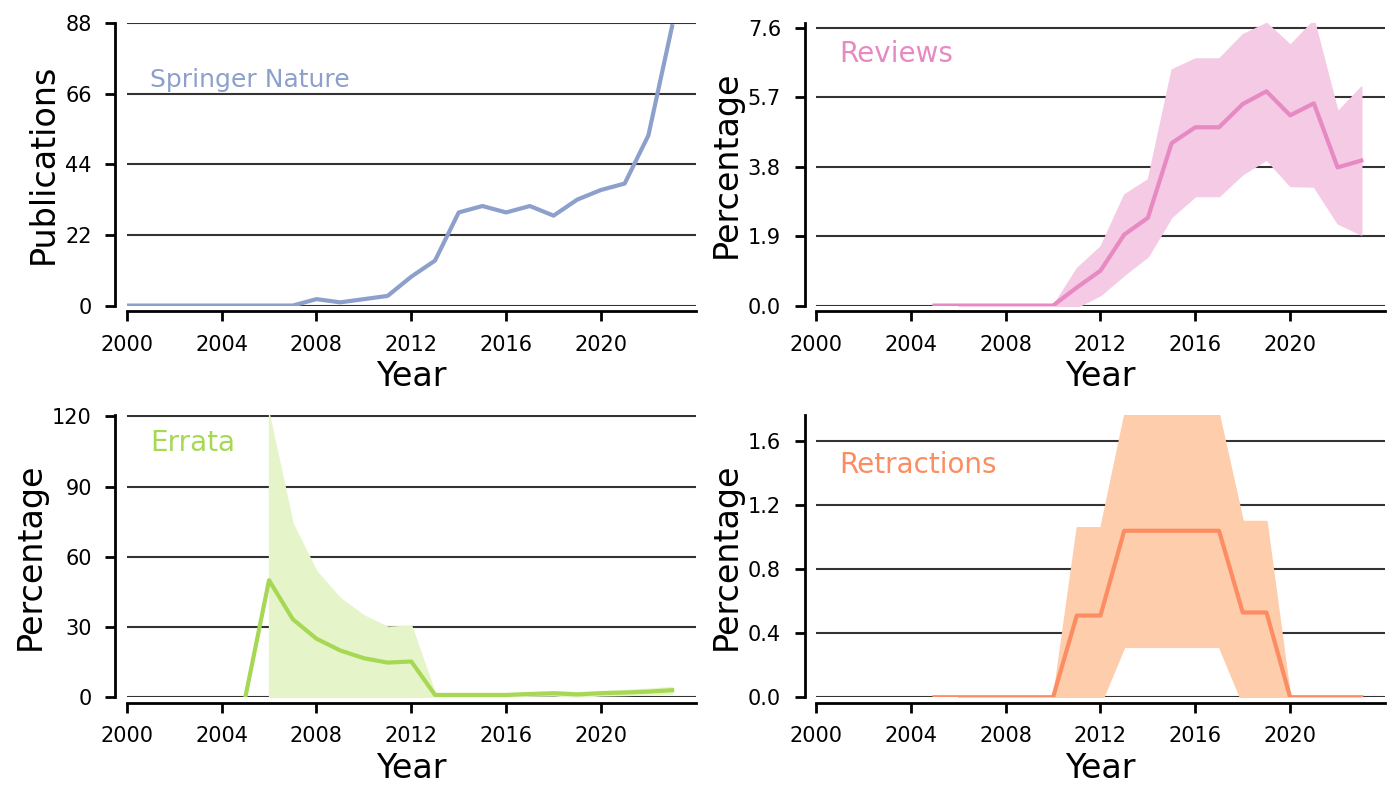 Publications
88
66
44
22
0
Springer Nature
2000 2004 2008 2012 2016 2020
Year
Percentage
7.6
5.7
3.8
1.9
0.0
Reviews
2000 2004 2008 2012 2016 2020
Year
Percentage
120
90
60
30
0
Errata
2000 2004 2008 2012 2016 2020
Year
Percentage
1.6
1.2
0.8
0.4
0.0
Retractions
2000 2004 2008 2012 2016 2020
Year